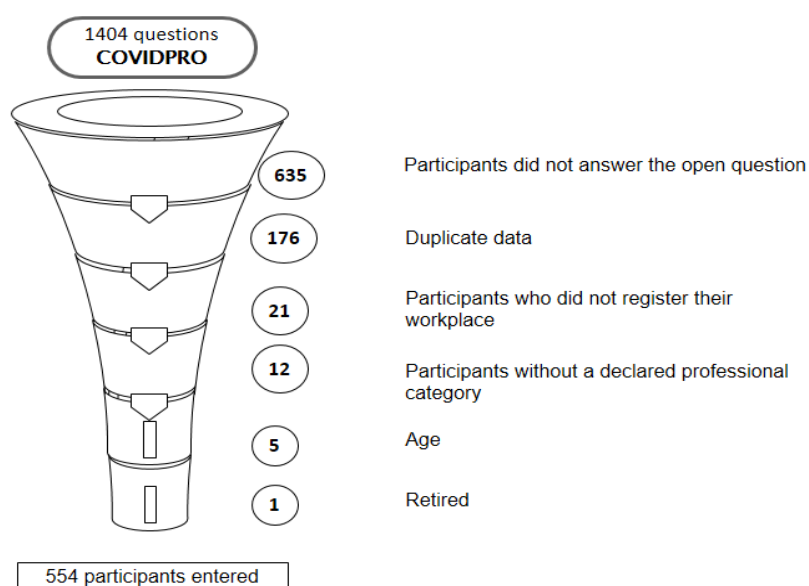 1404 questions
COVIDPRO
635
Participants did not answer the open question
176
Duplicate data
21
Participants who did not register their
workplace
12
Participants without a declared professional
category
5
Age
1
Retired
554 participants entered